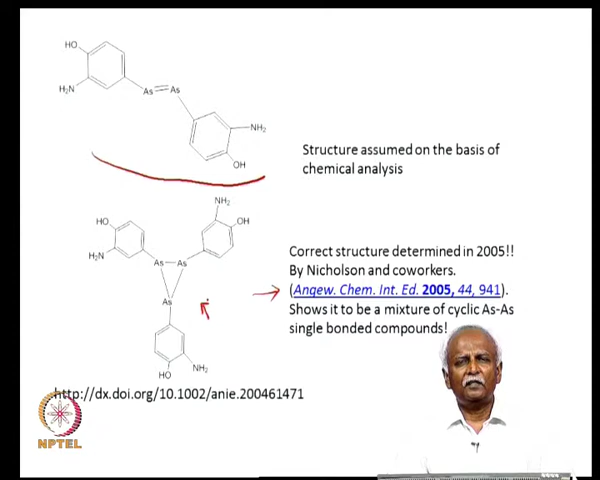 HO
H₂N
As
As
NH₂
OH
Structure assumed on the basis of
chemical analysis
NH₂
HO
OH
H₂N
As
As
As
NH₂
HO
Correct structure determined in 2005!!
By Nicholson and coworkers.
(Angew. Chem. Int. Ed. 2005, 44, 941).
Shows it to be a mixture of cyclic As-As
single bonded compounds!
http://dx.doi.org/10.1002/anie.200461471
NPTEL